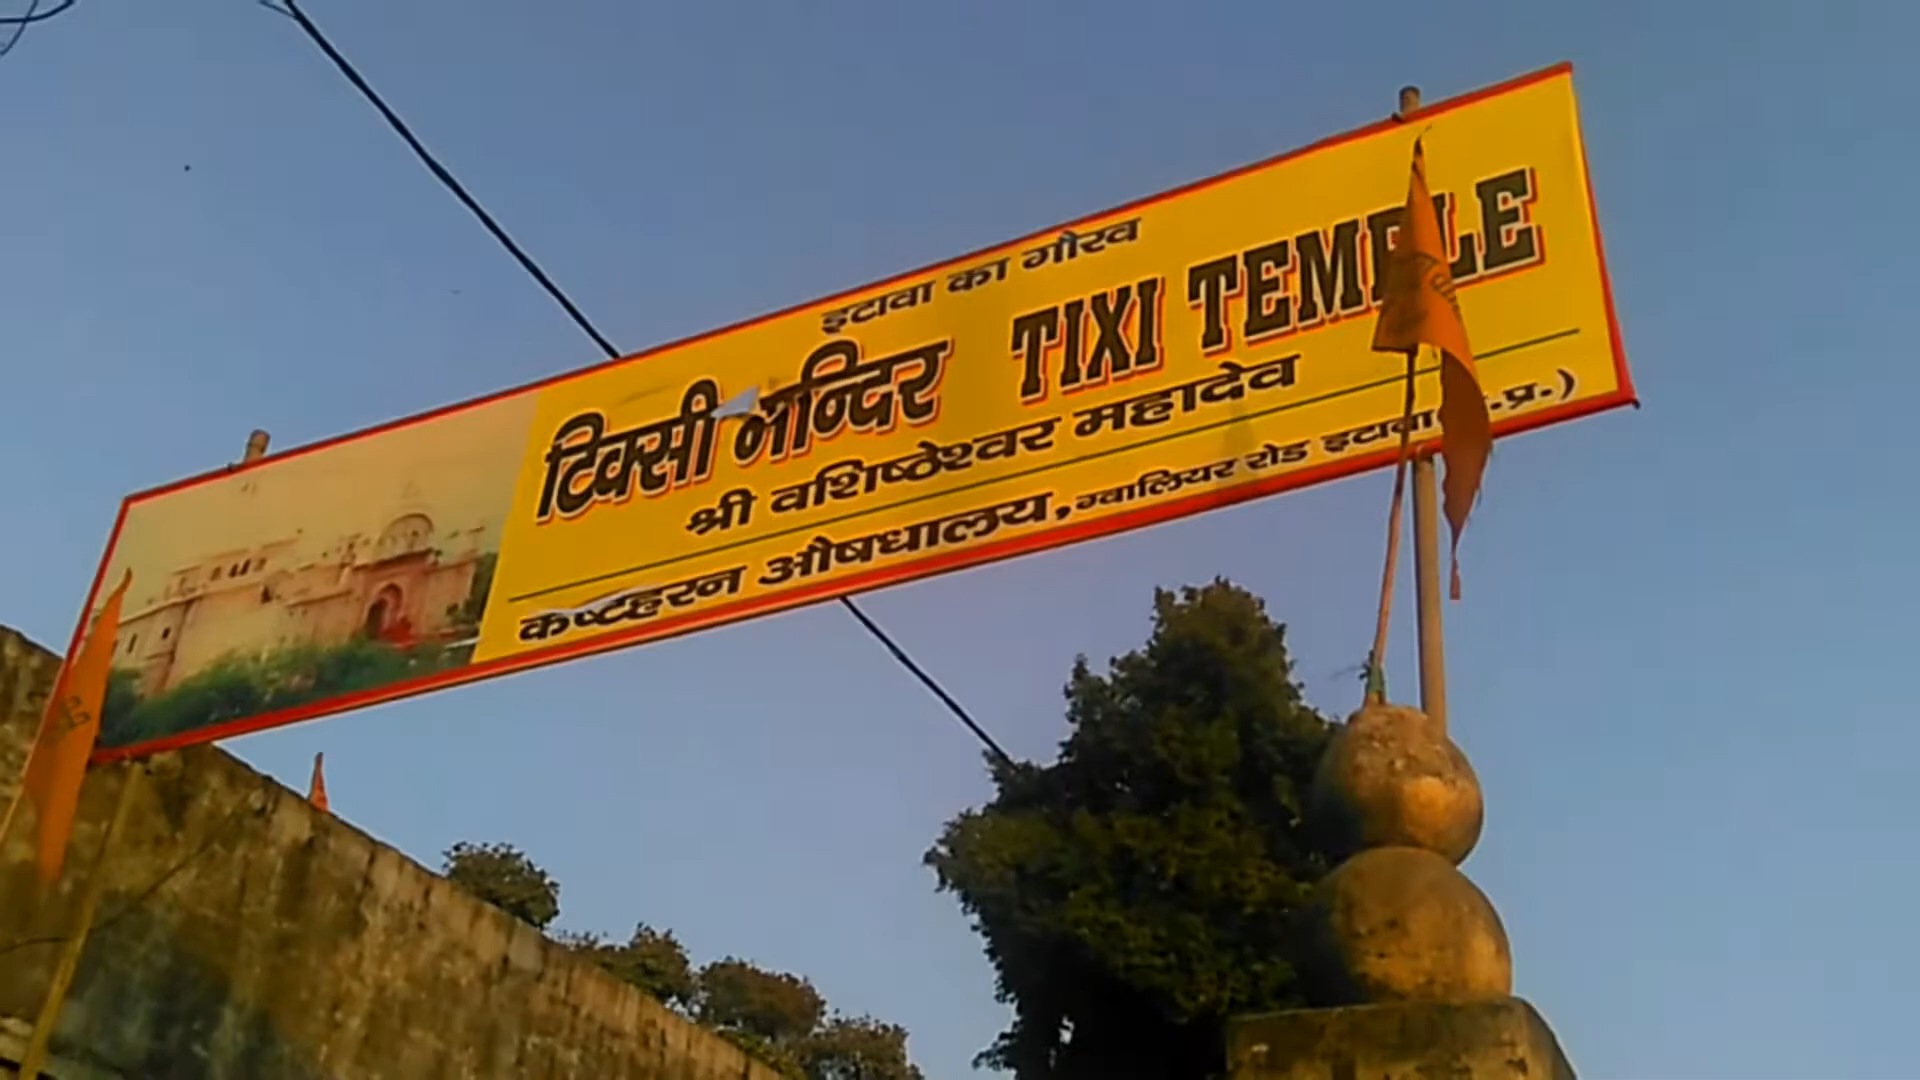 इटावा का गौरव
टिक्सी मन्दिर TIXI TEMPLE
श्री वशिष्ठेश्वर महादेव
कष्टहरन औषधालय, ग्वालियर रोड इटावा